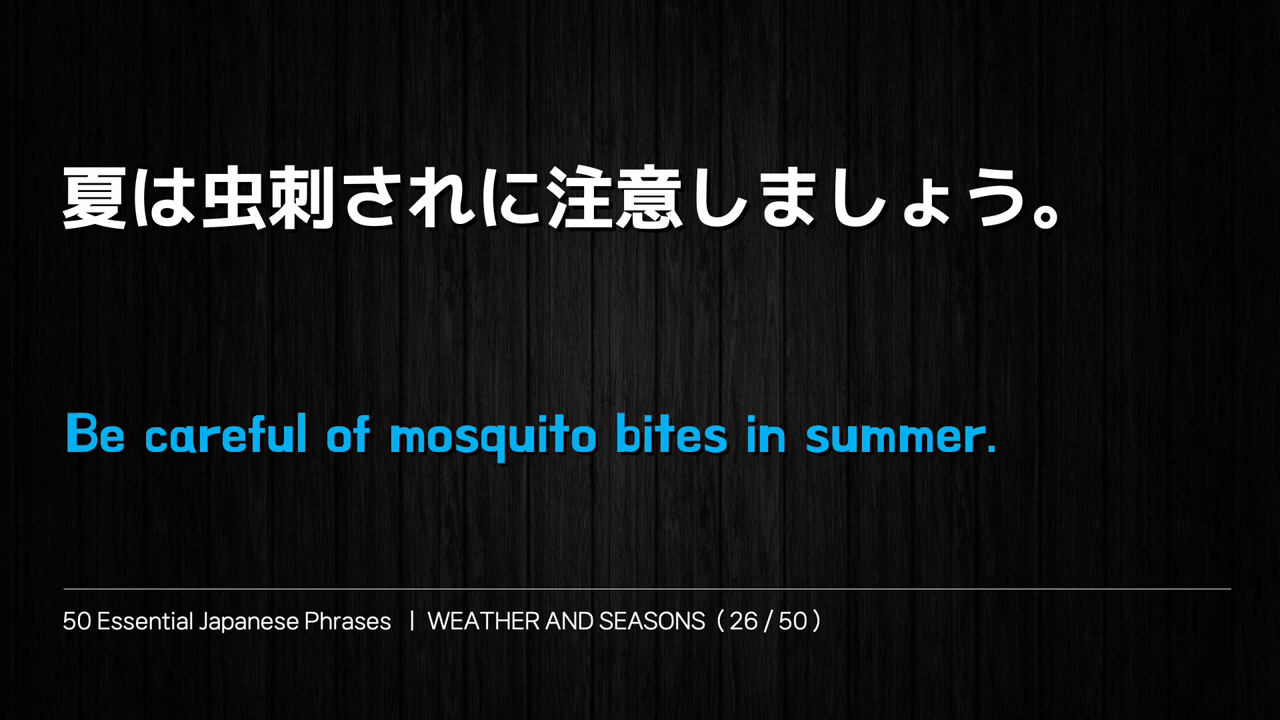 夏は虫刺されに注意しましょう。
Be careful of mosquito bites in summer.
50 Essential Japanese Phrases | WEATHER AND SEASONS ( 26 / 50 )